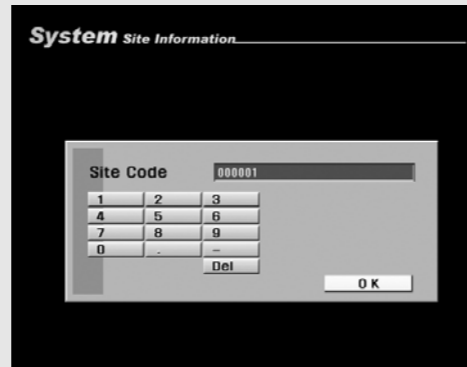 System Site Information
Site Code 000001
1 2 3
4 5 6
7 8 9
0 . –
Del
OK